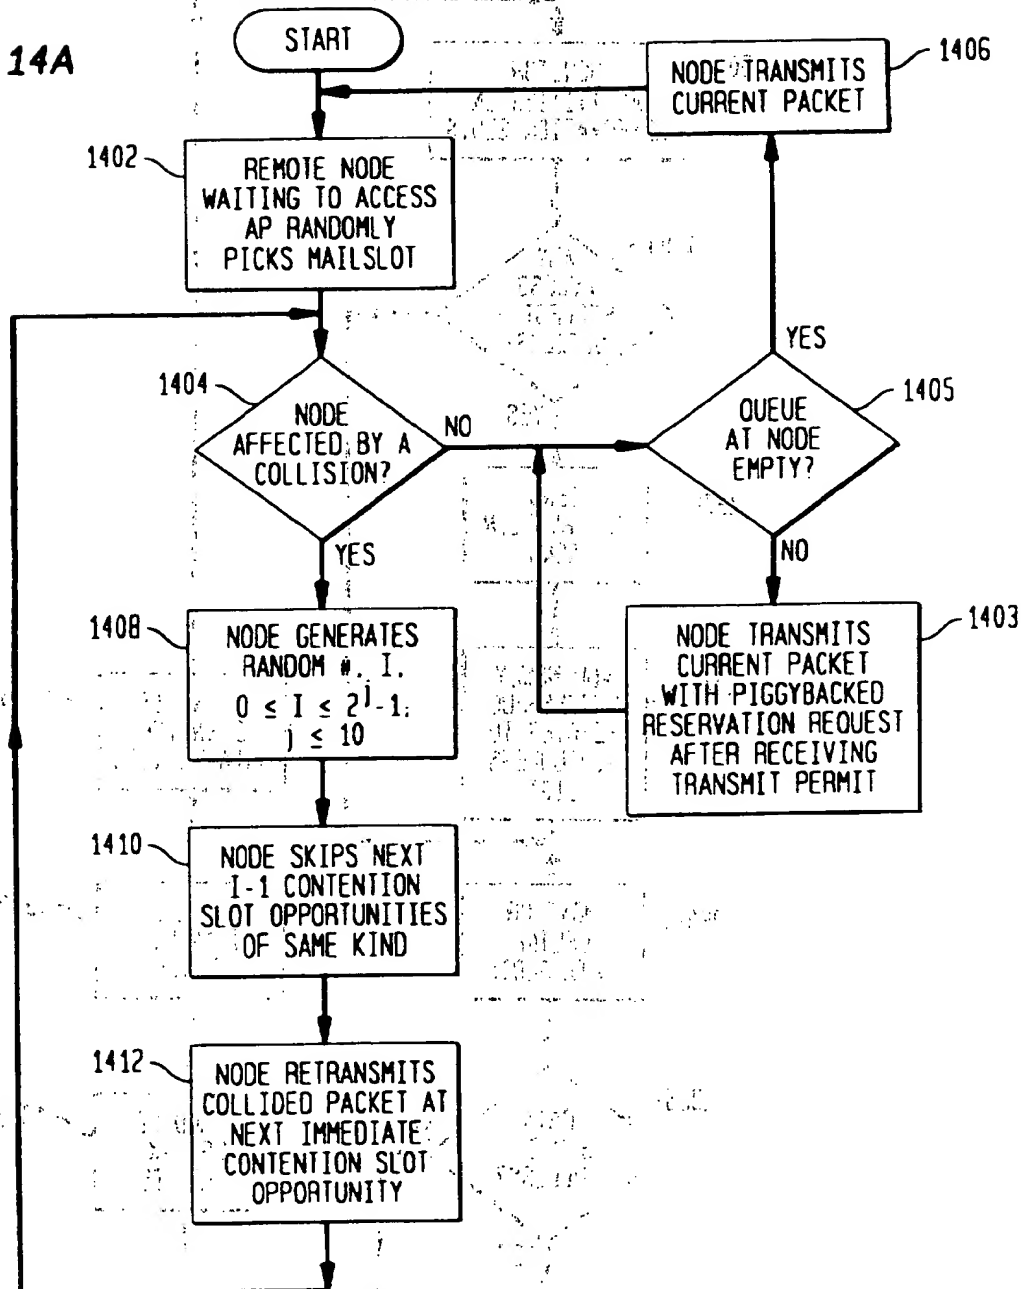 14A
START
NODE TRANSMITS
CURRENT PACKET
1406
1402
REMOTE NODE
WAITING TO ACCESS
AP RANDOMLY
PICKS MAILSLOT
1404
NODE
AFFECTED BY A
COLLISION?
NO
YES
QUEUE
AT NODE
EMPTY?
1405
YES
NO
1408
NODE GENERATES
RANDOM #, I,
0 ≤ I ≤ 2^j-1;
j ≤ 10
NODE TRANSMITS
CURRENT PACKET
WITH PIGGYBACKED
RESERVATION REQUEST
AFTER RECEIVING
TRANSMIT PERMIT
1403
1410
NODE SKIPS NEXT
I-1 CONTENTION
SLOT OPPORTUNITIES
OF SAME KIND
1412
NODE RETRANSMITS
COLLIDED PACKET AT
NEXT IMMEDIATE
CONTENTION SLOT
OPPORTUNITY